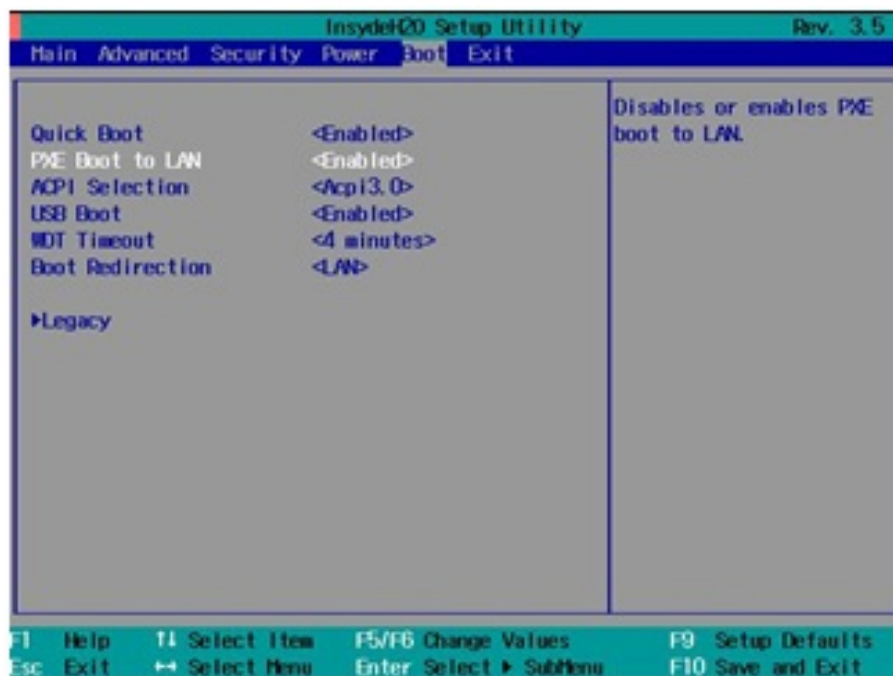 InsydeH2O Setup Utility Rev. 3.5
Main Advanced Security Power Boot Exit
Quick Boot <Enabled>
PXE Boot to LAN <Enabled>
ACPI Selection <Acpi3.0>
USB Boot <Enabled>
WDT Timeout <4 minutes>
Boot Redirection <LAN>
▶Legacy
Disables or enables PXE
boot to LAN.
F1 Help ↑↓ Select Item F5/F6 Change Values F9 Setup Defaults
Esc Exit ↔ Select Menu Enter Select ▶ SubMenu F10 Save and Exit